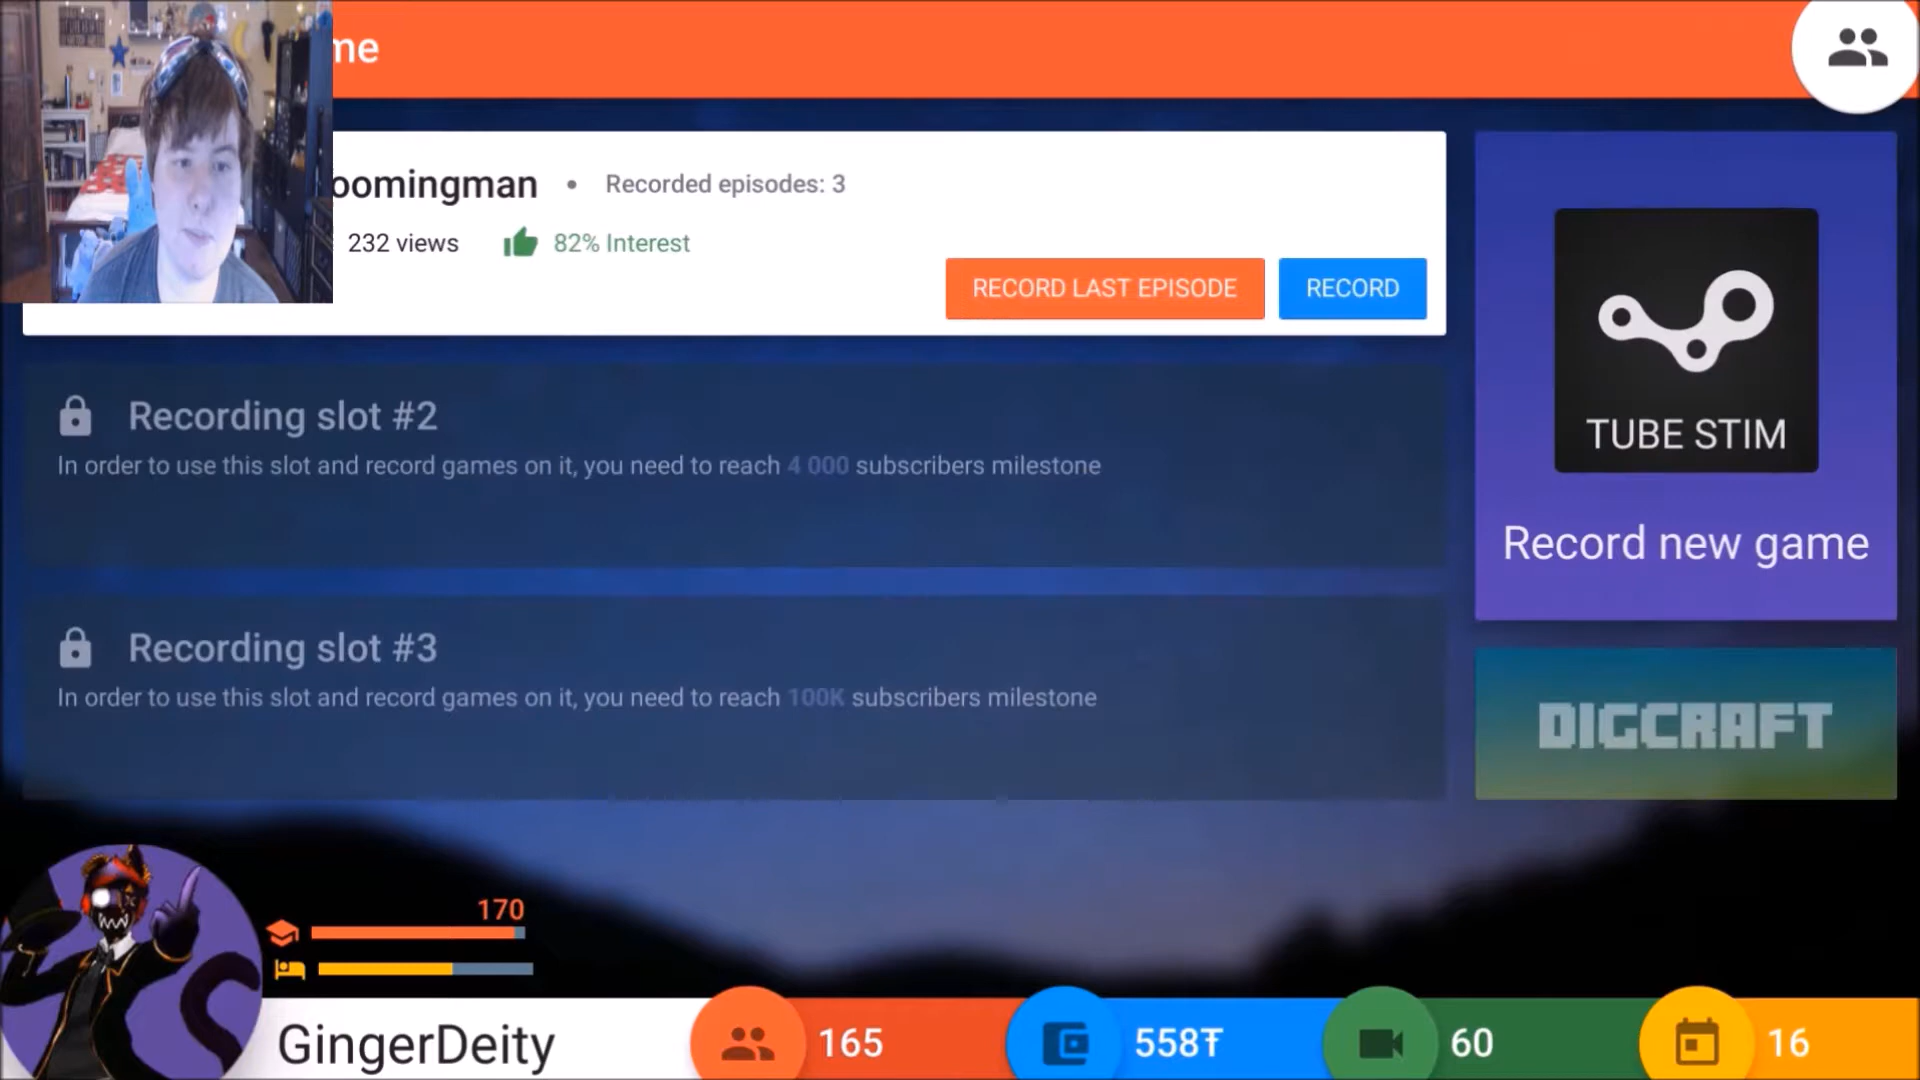 me
oomingman • Recorded episodes: 3
232 views 82% Interest
RECORD LAST EPISODE RECORD
TUBE STIM
Record new game
Recording slot #2
In order to use this slot and record games on it, you need to reach 4 000 subscribers milestone
Recording slot #3
In order to use this slot and record games on it, you need to reach 100K subscribers milestone
DIGCRAFT
170
GingerDeity
165
558Ŧ
60
16